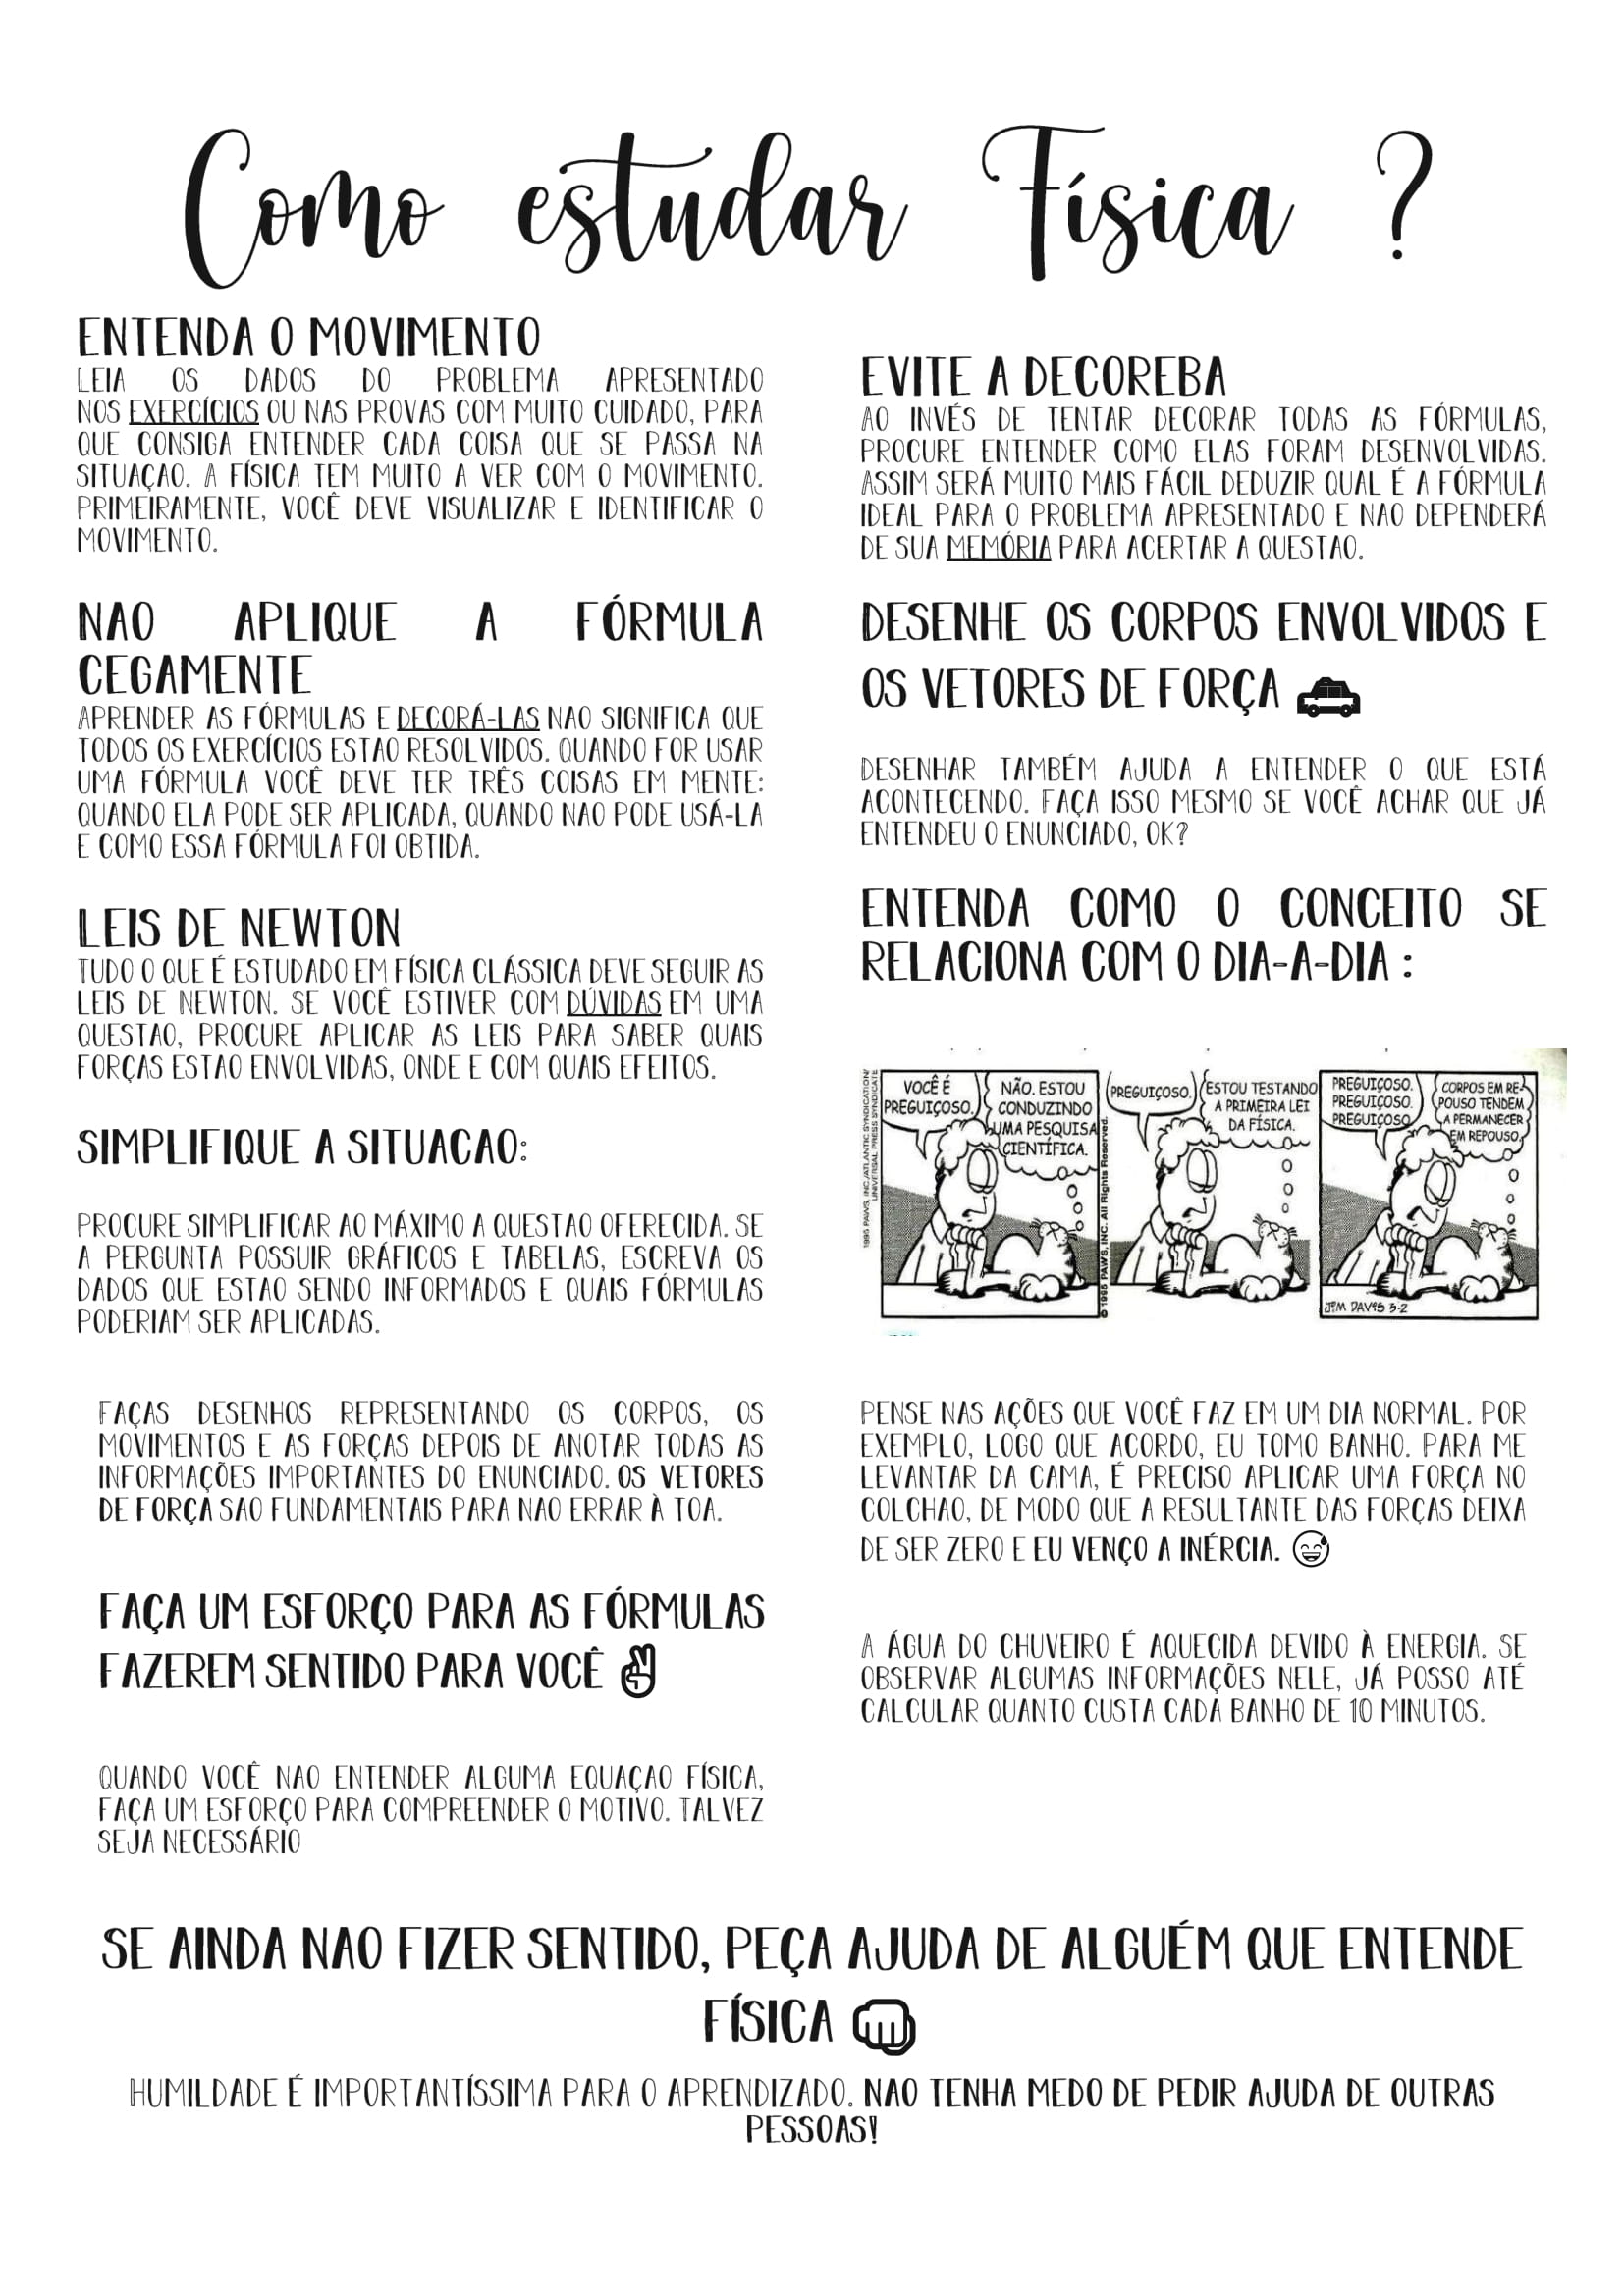 Como estudar Física ?
ENTENDA O MOVIMENTO
LEIA OS DADOS DO PROBLEMA APRESENTADO
NOS EXERCÍCIOS OU NAS PROVAS COM MUITO CUIDADO, PARA
QUE CONSIGA ENTENDER CADA COISA QUE SE PASSA NA
SITUAÇAO. A FÍSICA TEM MUITO A VER COM O MOVIMENTO.
PRIMEIRAMENTE, VOCÊ DEVE VISUALIZAR E IDENTIFICAR O
MOVIMENTO.
NAO APLIQUE A FÓRMULA
CEGAMENTE
APRENDER AS FÓRMULAS E DECORÁ-LAS NAO SIGNIFICA QUE
TODOS OS EXERCÍCIOS ESTAO RESOLVIDOS. QUANDO FOR USAR
UMA FÓRMULA VOCÊ DEVE TER TRÊS COISAS EM MENTE:
QUANDO ELA PODE SER APLICADA, QUANDO NAO PODE USÁ-LA
E COMO ESSA FÓRMULA FOI OBTIDA.
LEIS DE NEWTON
TUDO O QUE É ESTUDADO EM FÍSICA CLÁSSICA DEVE SEGUIR AS
LEIS DE NEWTON. SE VOCÊ ESTIVER COM DÚVIDAS EM UMA
QUESTAO, PROCURE APLICAR AS LEIS PARA SABER QUAIS
FORÇAS ESTAO ENVOLVIDAS, ONDE E COM QUAIS EFEITOS.
SIMPLIFIQUE A SITUACAO:
PROCURE SIMPLIFICAR AO MÁXIMO A QUESTAO OFERECIDA. SE
A PERGUNTA POSSUIR GRÁFICOS E TABELAS, ESCREVA OS
DADOS QUE ESTAO SENDO INFORMADOS E QUAIS FÓRMULAS
PODERIAM SER APLICADAS.
FAÇAS DESENHOS REPRESENTANDO OS CORPOS, OS
MOVIMENTOS E AS FORÇAS DEPOIS DE ANOTAR TODAS AS
INFORMAÇÕES IMPORTANTES DO ENUNCIADO. OS VETORES
DE FORÇA SAO FUNDAMENTAIS PARA NAO ERRAR À TOA.
FAÇA UM ESFORÇO PARA AS FÓRMULAS
FAZEREM SENTIDO PARA VOCÊ ✌
QUANDO VOCÊ NAO ENTENDER ALGUMA EQUAÇAO FÍSICA,
FAÇA UM ESFORÇO PARA COMPREENDER O MOTIVO. TALVEZ
SEJA NECESSÁRIO
EVITE A DECOREBA
AO INVÉS DE TENTAR DECORAR TODAS AS FÓRMULAS,
PROCURE ENTENDER COMO ELAS FORAM DESENVOLVIDAS.
ASSIM SERÁ MUITO MAIS FÁCIL DEDUZIR QUAL É A FÓRMULA
IDEAL PARA O PROBLEMA APRESENTADO E NAO DEPENDERÁ
DE SUA MEMÓRIA PARA ACERTAR A QUESTAO.
DESENHE OS CORPOS ENVOLVIDOS E
OS VETORES DE FORÇA 🚗
DESENHAR TAMBÉM AJUDA A ENTENDER O QUE ESTÁ
ACONTECENDO. FAÇA ISSO MESMO SE VOCÊ ACHAR QUE JÁ
ENTENDEU O ENUNCIADO, OK?
ENTENDA COMO O CONCEITO SE
RELACIONA COM O DIA-A-DIA :
1995 PAWS, INC./ATLANTIC SYNDICATION/
UNIVERSAL PRESS SYNDICATE
VOCÊ É
PREGUIÇOSO.
NÃO. ESTOU
CONDUZINDO
UMA PESQUISA
CIENTÍFICA.
© 1995 PAWS, INC. All Rights Reserved.
PREGUIÇOSO.
ESTOU TESTANDO
A PRIMEIRA LEI
DA FÍSICA.
PREGUIÇOSO.
PREGUIÇOSO.
PREGUIÇOSO.
CORPOS EM RE-
POUSO TENDEM
A PERMANECER
EM REPOUSO.
JIM DAVIS 3-2
PENSE NAS AÇÕES QUE VOCÊ FAZ EM UM DIA NORMAL. POR
EXEMPLO, LOGO QUE ACORDO, EU TOMO BANHO. PARA ME
LEVANTAR DA CAMA, É PRECISO APLICAR UMA FORÇA NO
COLCHAO, DE MODO QUE A RESULTANTE DAS FORÇAS DEIXA
DE SER ZERO E EU VENÇO A INÉRCIA. 😅
A ÁGUA DO CHUVEIRO É AQUECIDA DEVIDO À ENERGIA. SE
OBSERVAR ALGUMAS INFORMAÇÕES NELE, JÁ POSSO ATÉ
CALCULAR QUANTO CUSTA CADA BANHO DE 10 MINUTOS.
SE AINDA NAO FIZER SENTIDO, PEÇA AJUDA DE ALGUÉM QUE ENTENDE
FÍSICA 👊
HUMILDADE É IMPORTANTÍSSIMA PARA O APRENDIZADO. NAO TENHA MEDO DE PEDIR AJUDA DE OUTRAS
PESSOAS!